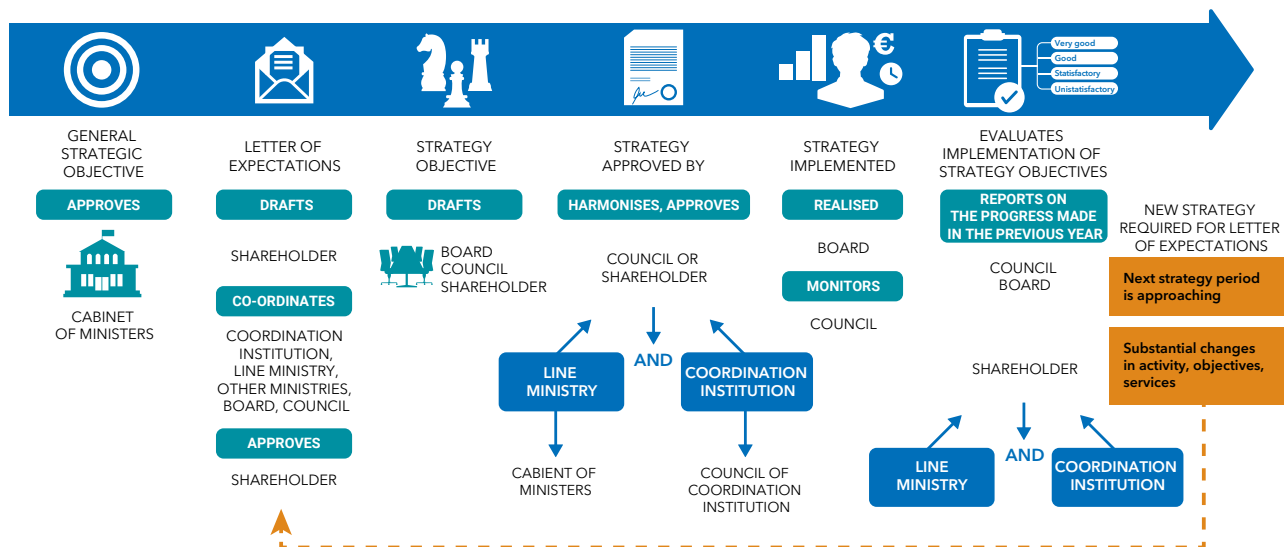 Very good
Good
Statisfactory
Unistatisfactory
GENERAL
STRATEGIC
OBJECTIVE
APPROVES
CABINET
OF MINISTERS
LETTER OF
EXPECTATIONS
DRAFTS
SHAREHOLDER
CO-ORDINATES
COORDINATION
INSTITUTION,
LINE MINISTRY,
OTHER MINISTRIES,
BOARD, COUNCIL
APPROVES
SHAREHOLDER
STRATEGY
OBJECTIVE
DRAFTS
BOARD
COUNCIL
SHAREHOLDER
STRATEGY
APPROVED BY
HARMONISES, APPROVES
COUNCIL OR
SHAREHOLDER
LINE
MINISTRY
AND
COORDINATION
INSTITUTION
CABIENT OF
MINISTERS
COUNCIL OF
COORDINATION
INSTITUTION
€
STRATEGY
IMPLEMENTED
REALISED
BOARD
MONITORS
COUNCIL
EVALUATES
IMPLEMENTATION OF
STRATEGY OBJECTIVES
REPORTS ON
THE PROGRESS MADE
IN THE PREVIOUS YEAR
COUNCIL
BOARD
SHAREHOLDER
LINE
MINISTRY
AND
COORDINATION
INSTITUTION
NEW STRATEGY
REQUIRED FOR LETTER
OF EXPECTATIONS
Next strategy period
is approaching
Substantial changes
in activity, objectives,
services